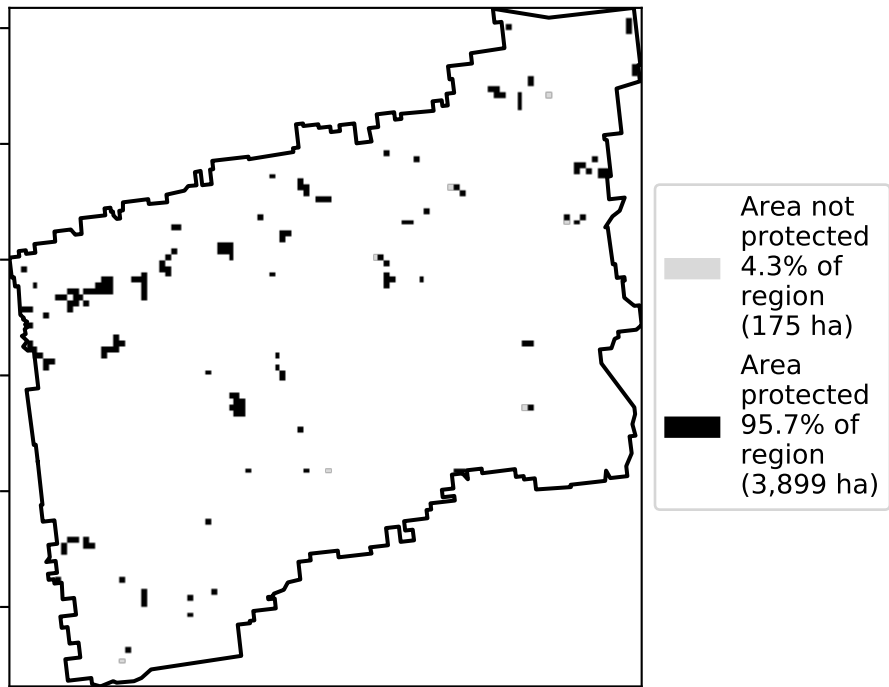 Area not
protected
4.3% of
region
(175 ha)
Area
protected
95.7% of
region
(3,899 ha)